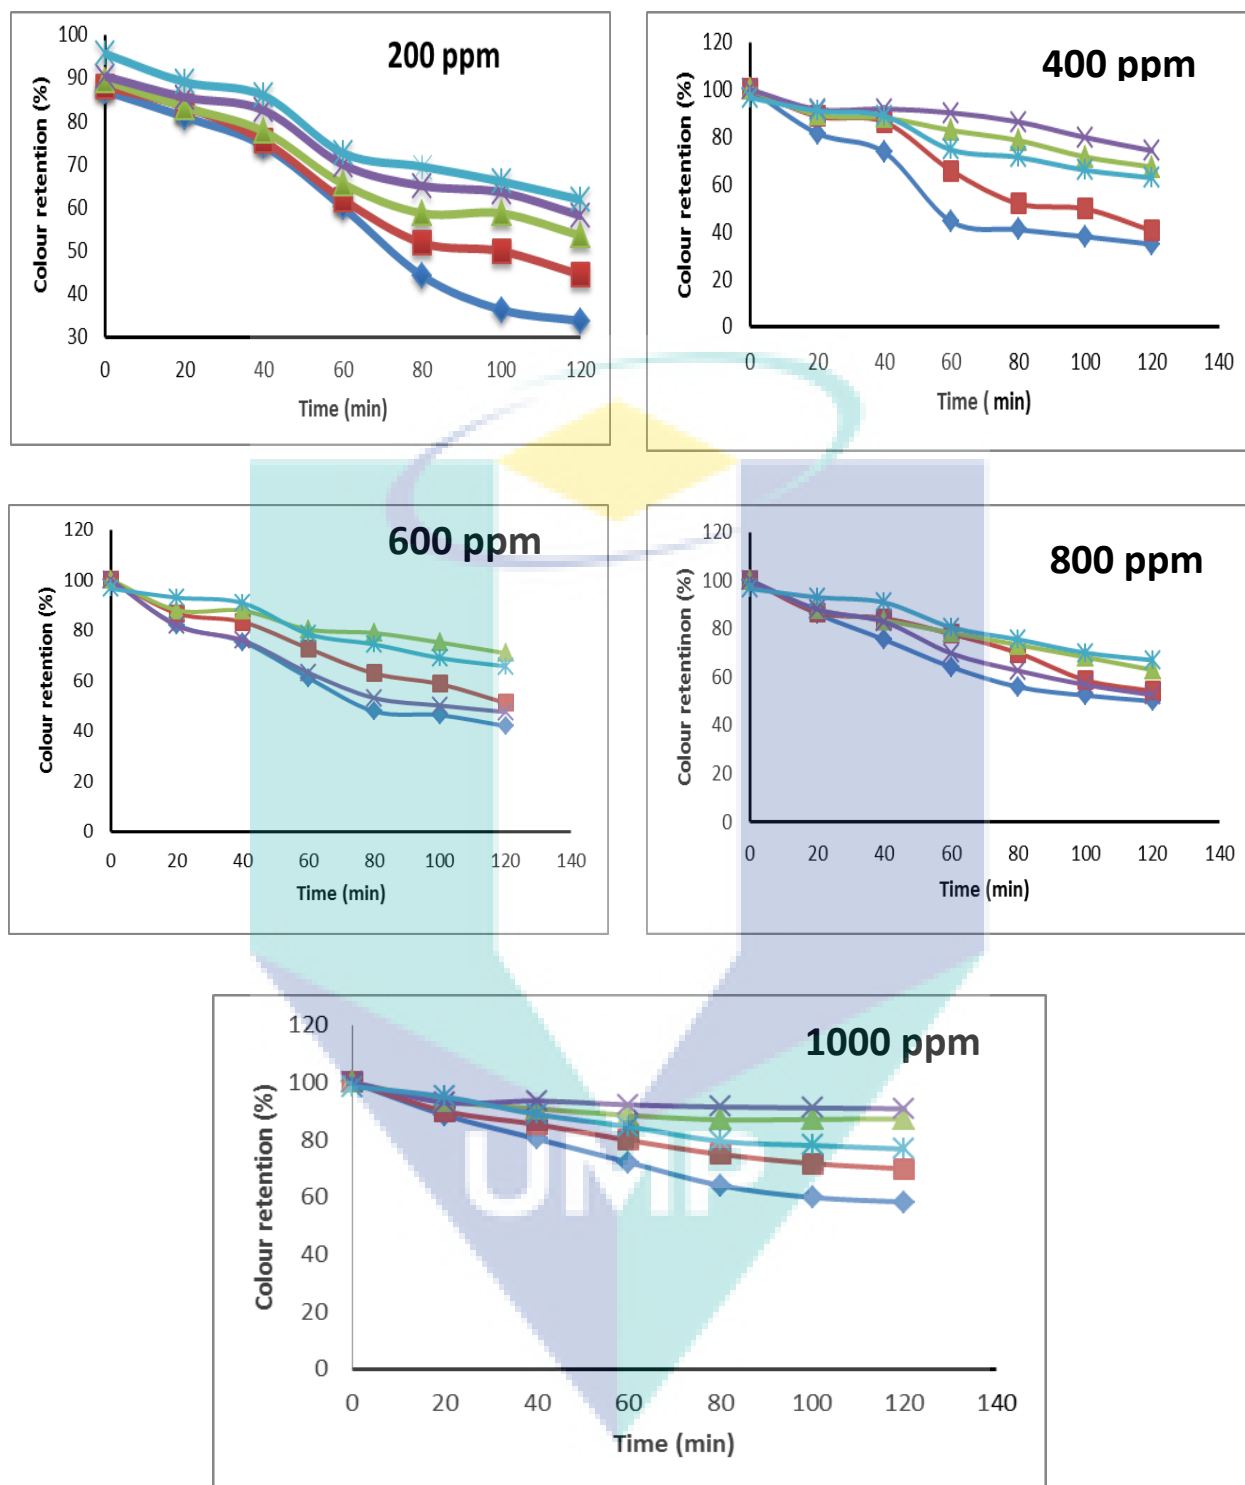 200 ppm
100
90
80
70
60
50
40
30
Colour retention (%)
0 20 40 60 80 100 120
Time (min)
400 ppm
120
100
80
60
40
20
0
Colour retention (%)
0 20 40 60 80 100 120 140
Time ( min)
600 ppm
120
100
80
60
40
20
0
Colour retention (%)
0 20 40 60 80 100 120 140
Time (min)
800 ppm
120
100
80
60
40
20
0
Colour retentinon (%)
0 20 40 60 80 100 120 140
Time (min)
1000 ppm
120
100
80
60
40
20
0
Colour retention (%)
0 20 40 60 80 100 120 140
Time (min)
UMP